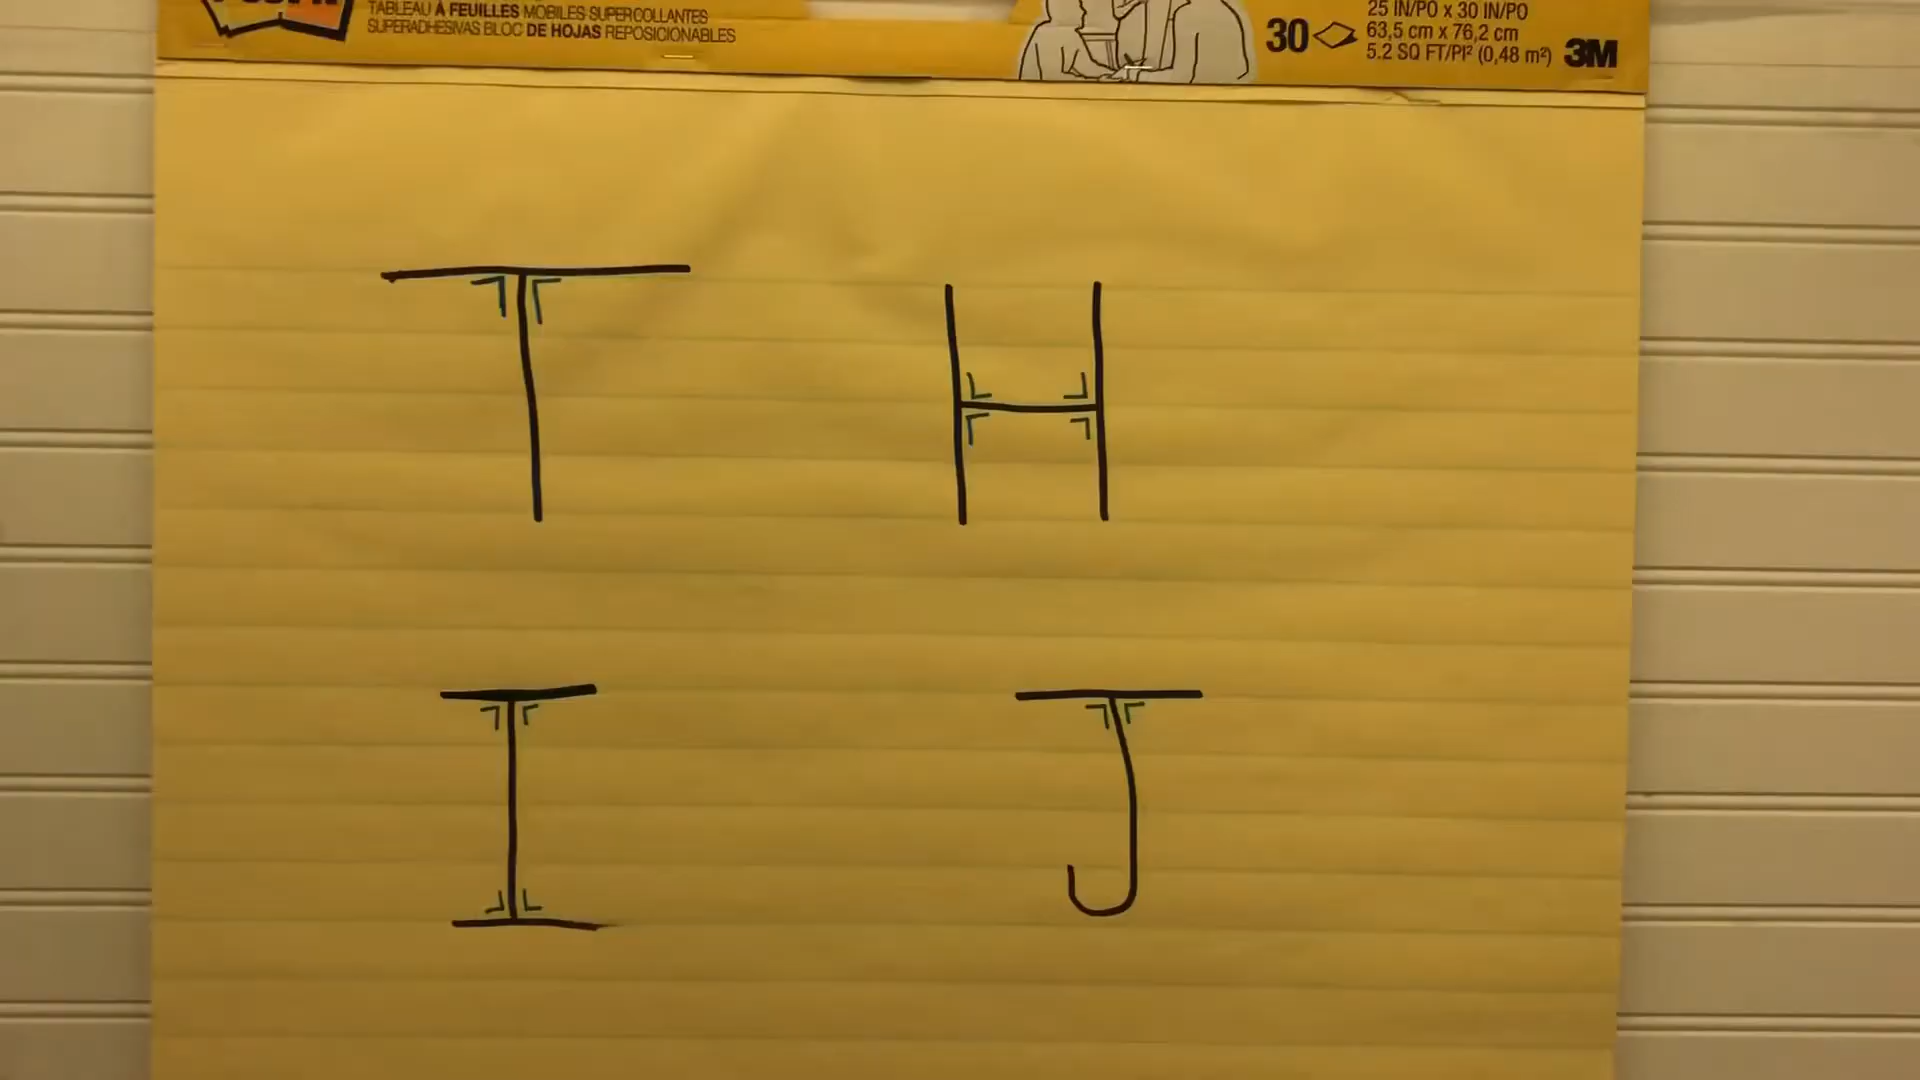 TABLEAU À FEUILLES MOBILES SUPERCOLLANTES
SUPERADHESIVAS BLOC DE HOJAS REPOSICIONABLES
30
25 IN/PO x 30 IN/PO
63,5 cm x 76,2 cm
5.2 SQ FT/PI² (0,48 m²)
3M
T H
I J